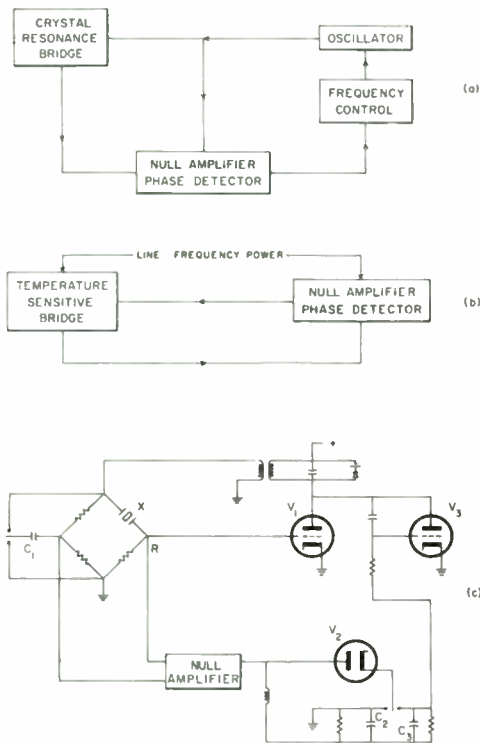 CRYSTAL
RESONANCE
BRIDGE
OSCILLATOR
FREQUENCY
CONTROL
(a)
NULL AMPLIFIER
PHASE DETECTOR
LINE FREQUENCY POWER
TEMPERATURE
SENSITIVE
BRIDGE
NULL AMPLIFIER
PHASE DETECTOR
(b)
+
X
V1
V3
C1
R
(c)
V2
NULL
AMPLIFIER
C2
C3